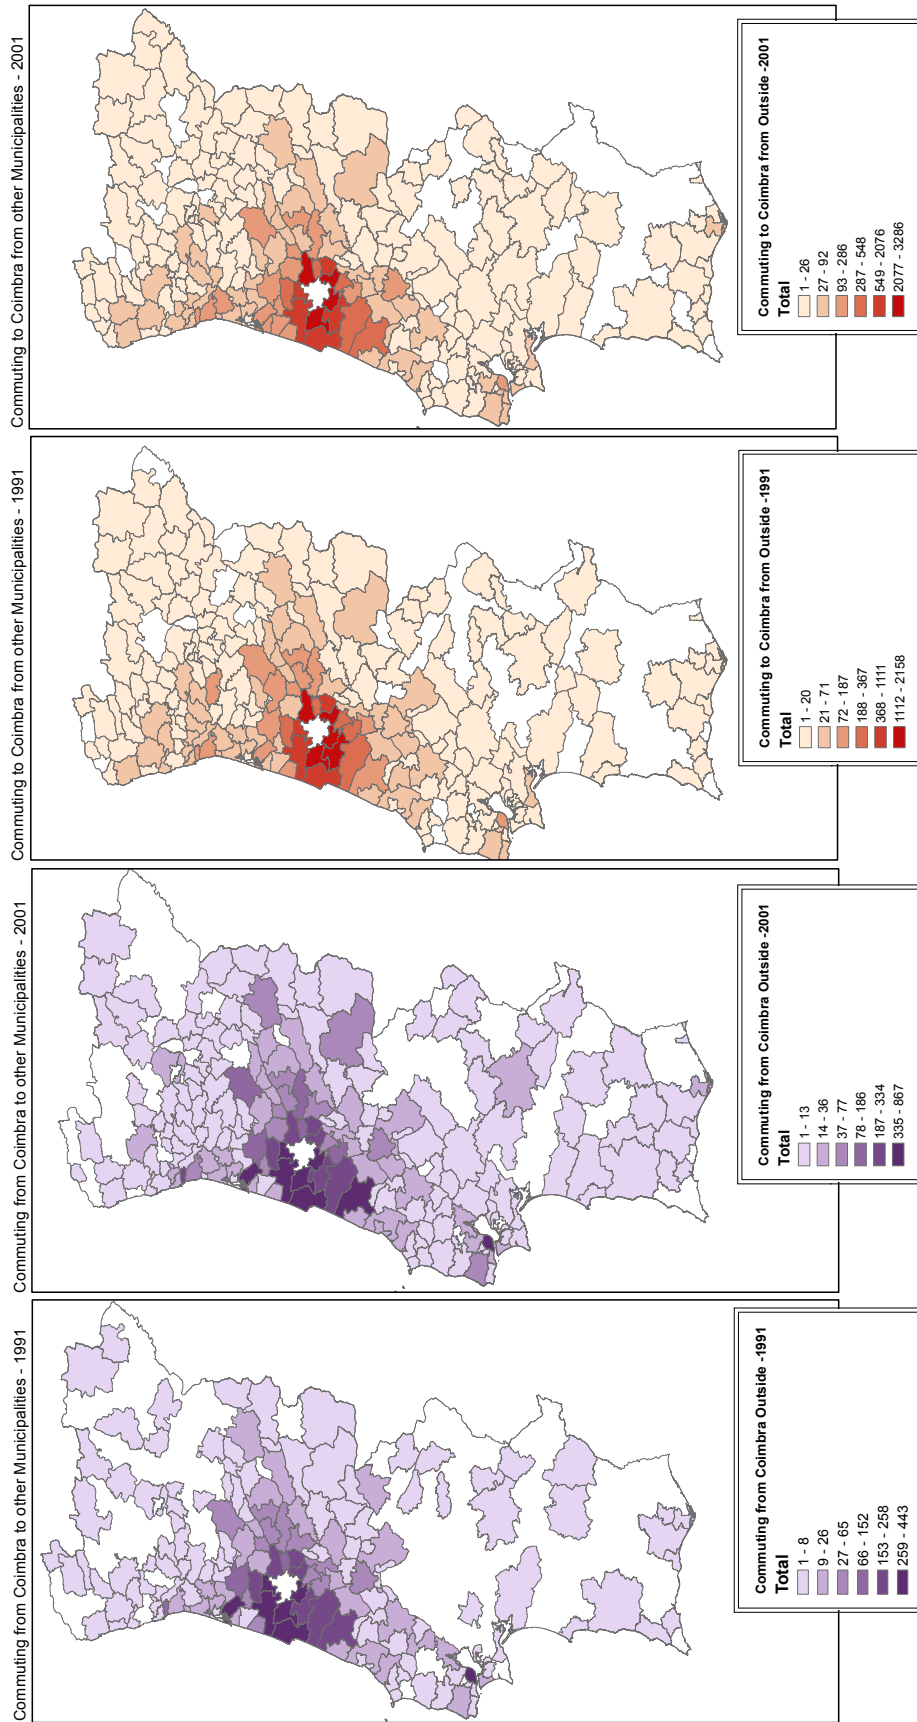 Commuting from Coimbra to other Municipalities - 1991
Commuting from Coimbra Outside -1991
Total
1 - 8
9 - 26
27 - 65
66 - 152
153 - 258
259 - 443
Commuting from Coimbra to other Municipalities - 2001
Commuting from Coimbra Outside -2001
Total
1 - 13
14 - 36
37 - 77
78 - 186
187 - 334
335 - 867
Commuting to Coimbra from other Municipalities - 1991
Commuting to Coimbra from Outside -1991
Total
1 - 20
21 - 71
72 - 187
188 - 367
368 - 1111
1112 - 2158
Commuting to Coimbra from other Municipalities - 2001
Commuting to Coimbra from Outside -2001
Total
1 - 26
27 - 92
93 - 286
287 - 548
549 - 2076
2077 - 3286